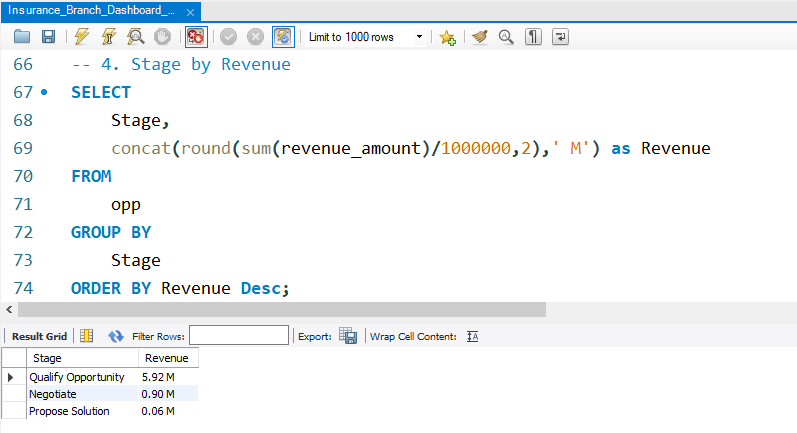 Insurance_Branch_Dashboard_...
Limit to 1000 rows
66 -- 4. Stage by Revenue
67 SELECT
68 Stage,
69 concat(round(sum(revenue_amount)/1000000,2),' M') as Revenue
70 FROM
71 opp
72 GROUP BY
73 Stage
74 ORDER BY Revenue Desc;
Result Grid Filter Rows: Export: Wrap Cell Content:
Stage Revenue
Qualify Opportunity 5.92 M
Negotiate 0.90 M
Propose Solution 0.06 M